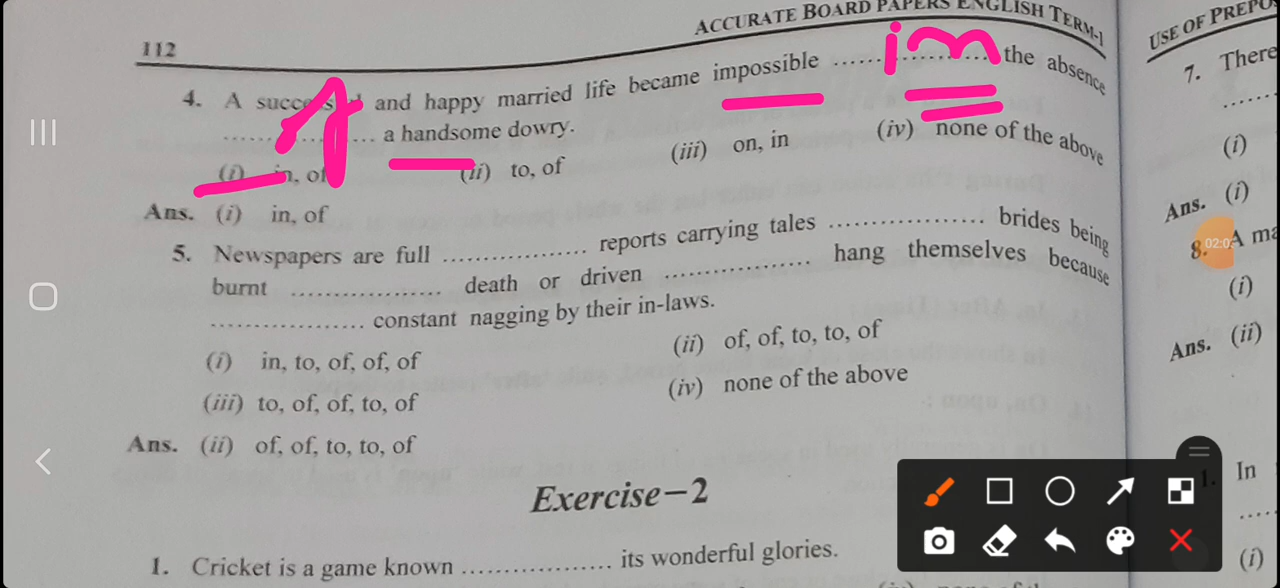 112
ACCURATE BOARD PAPERS ENGLISH TERM-1
4. A successful and happy married life became impossible .................. the absence
in
.................. a handsome dowry.
of
(i) in, of (ii) to, of (iii) on, in (iv) none of the above
Ans. (i) in, of
5. Newspapers are full .................. reports carrying tales .................. brides being
burnt .................. death or driven .................. hang themselves because
.................. constant nagging by their in-laws.
(i) in, to, of, of, of (ii) of, of, to, to, of
(iii) to, of, of, to, of (iv) none of the above
Ans. (ii) of, of, to, to, of
Exercise–2
1. Cricket is a game known .................. its wonderful glories.
USE OF
7. There
(i)
Ans. (i)
8. A
(i)
Ans. (ii)
1. In
(i)